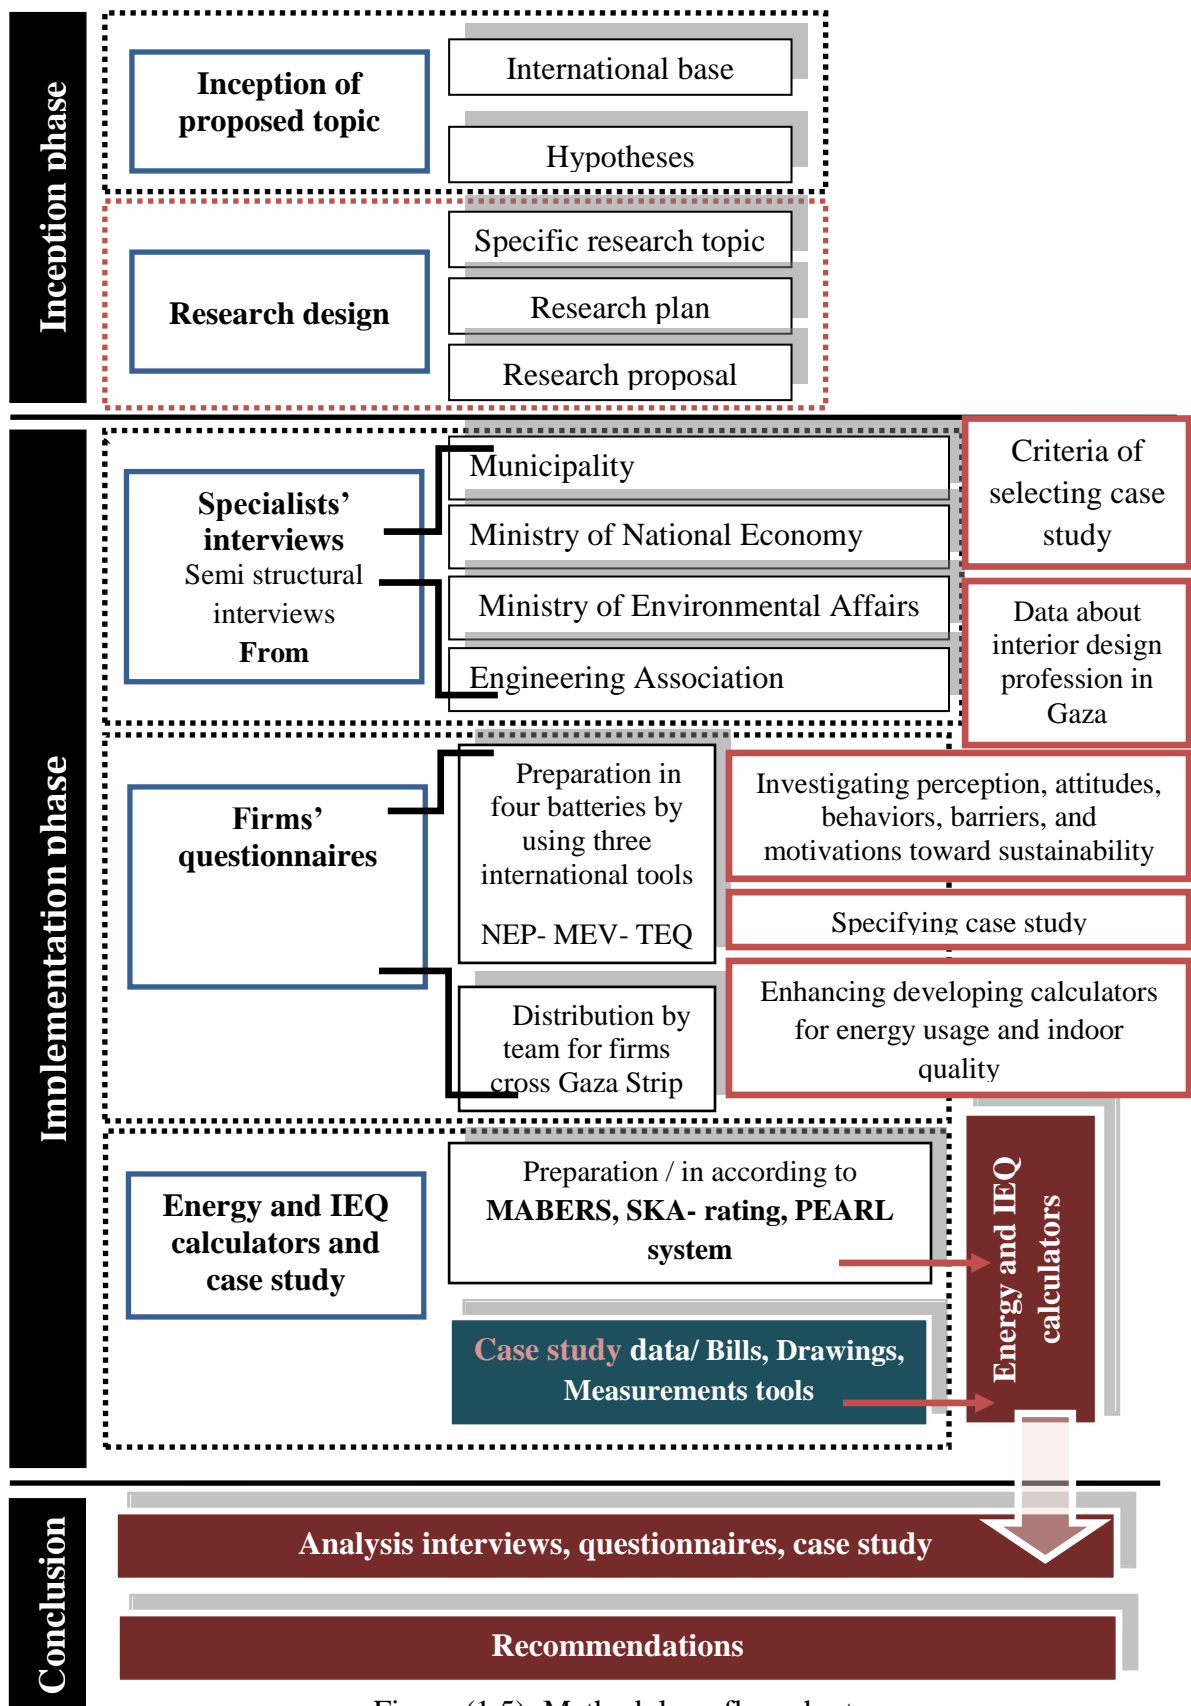 Inception phase
Inception of
proposed topic
International base
Hypotheses
Research design
Specific research topic
Research plan
Research proposal
Implementation phase
Specialists’
interviews
Semi structural
interviews
From
Municipality
Ministry of National Economy
Ministry of Environmental Affairs
Engineering Association
Criteria of
selecting case
study
Data about
interior design
profession in
Gaza
Firms’
questionnaires
Preparation in
four batteries by
using three
international tools
NEP- MEV- TEQ
Distribution by
team for firms
cross Gaza Strip
Investigating perception, attitudes,
behaviors, barriers, and
motivations toward sustainability
Specifying case study
Enhancing developing calculators
for energy usage and indoor
quality
Energy and IEQ
calculators and
case study
Preparation / in according to
MABERS, SKA- rating, PEARL
system
Case study data/ Bills, Drawings,
Measurements tools
Energy and IEQ
calculators
Conclusion
Analysis interviews, questionnaires, case study
Recommendations
Figure (1.5): Methodology flow chart